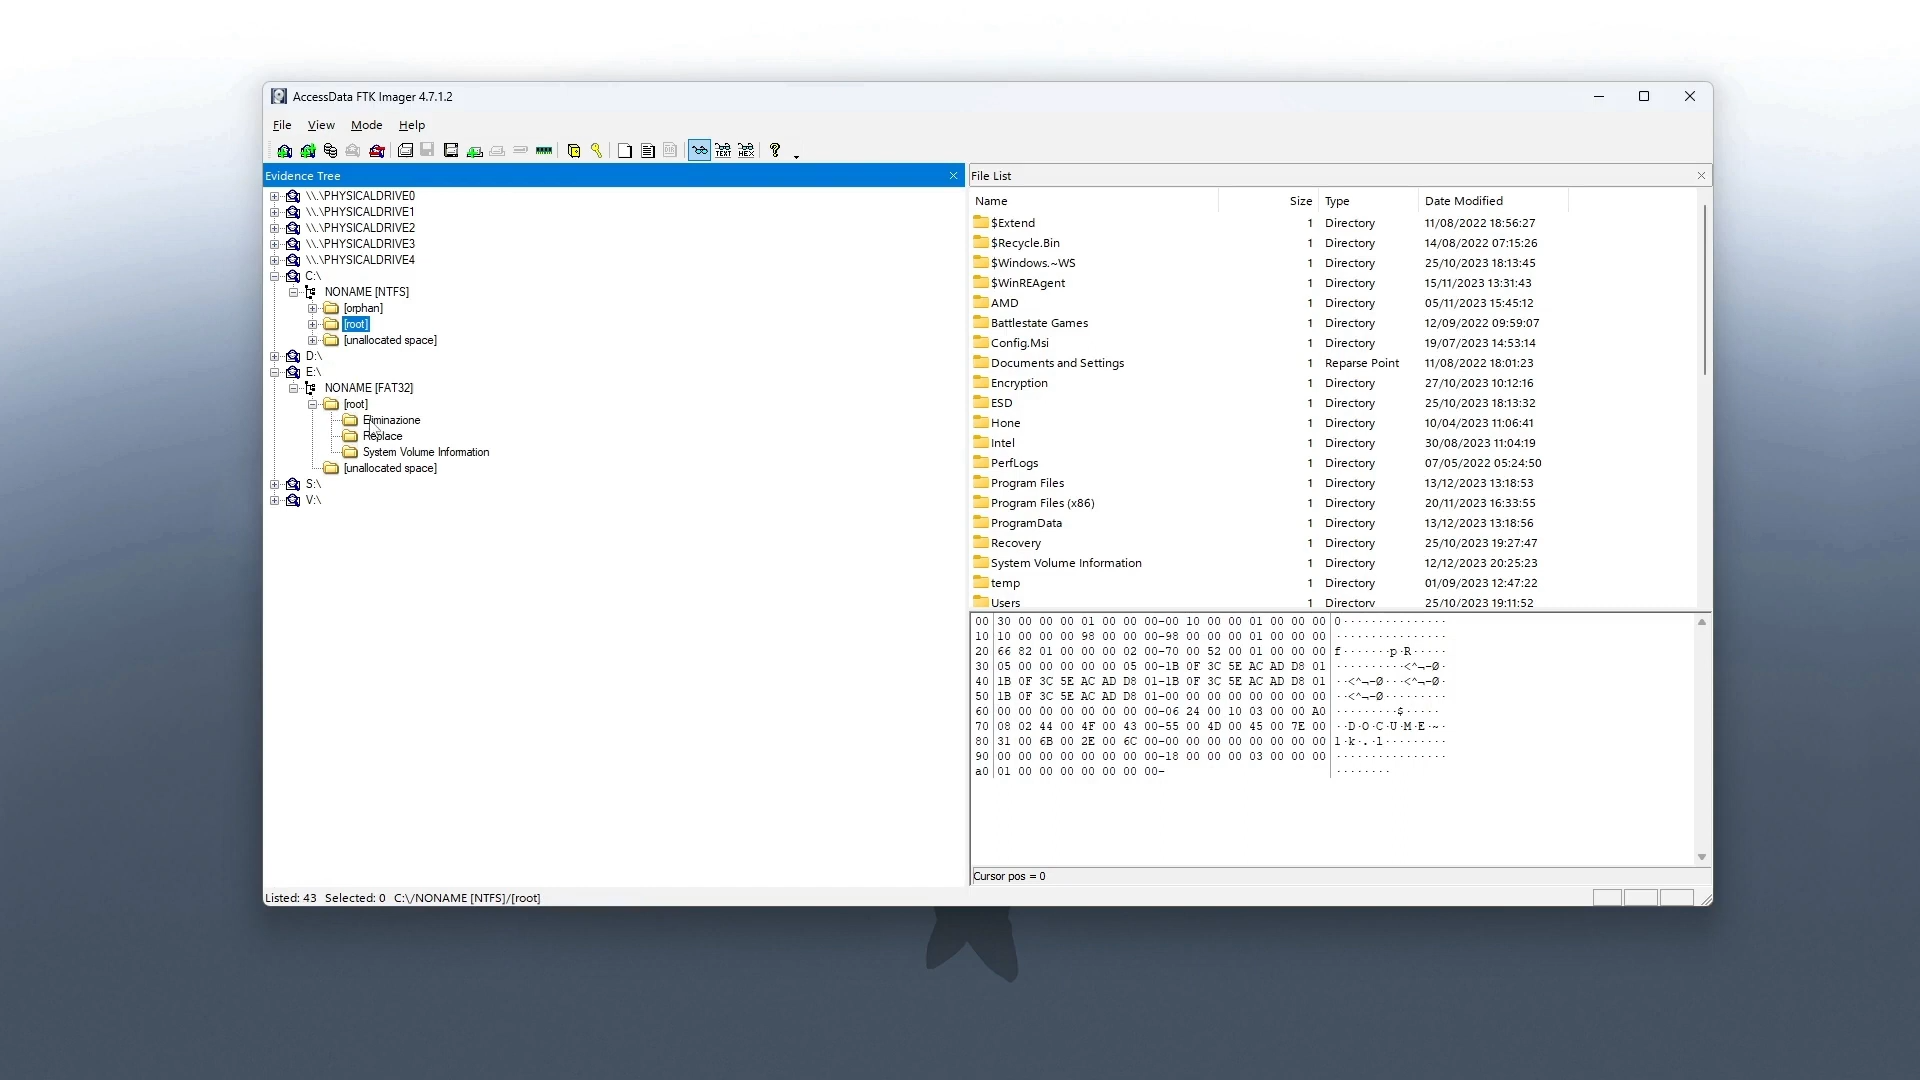 AccessData FTK Imager 4.7.1.2
File View Mode Help
Evidence Tree
\\.\PHYSICALDRIVE0
\\.\PHYSICALDRIVE1
\\.\PHYSICALDRIVE2
\\.\PHYSICALDRIVE3
\\.\PHYSICALDRIVE4
C:\
NONAME [NTFS]
[orphan]
[root]
[unallocated space]
D:\
E:\
NONAME [FAT32]
[root]
Eliminazione
Replace
System Volume Information
[unallocated space]
S:\
V:\
File List
Name Size Type Date Modified
$Extend 1 Directory 11/08/2022 18:56:27
$Recycle.Bin 1 Directory 14/08/2022 07:15:26
$Windows.~WS 1 Directory 25/10/2023 18:13:45
$WinREAgent 1 Directory 15/11/2023 13:31:43
AMD 1 Directory 05/11/2023 15:45:12
Battlestate Games 1 Directory 12/09/2022 09:59:07
Config.Msi 1 Directory 19/07/2023 14:53:14
Documents and Settings 1 Reparse Point 11/08/2022 18:01:23
Encryption 1 Directory 27/10/2023 10:12:16
ESD 1 Directory 25/10/2023 18:13:32
Hone 1 Directory 10/04/2023 11:06:41
Intel 1 Directory 30/08/2023 11:04:19
PerfLogs 1 Directory 07/05/2022 05:24:50
Program Files 1 Directory 13/12/2023 13:18:53
Program Files (x86) 1 Directory 20/11/2023 16:33:55
ProgramData 1 Directory 13/12/2023 13:18:56
Recovery 1 Directory 25/10/2023 19:27:47
System Volume Information 1 Directory 12/12/2023 20:25:23
temp 1 Directory 01/09/2023 12:47:22
Users 1 Directory 25/10/2023 19:11:52
00 30 00 00 00 01 00 00 00-00 10 00 00 01 00 00 00 0···············
10 10 00 00 00 98 00 00 00-98 00 00 00 01 00 00 00 ················
20 66 82 01 00 00 00 02 00-70 00 52 00 01 00 00 00 f·······p·R·····
30 05 00 00 00 00 00 05 00-1B 0F 3C 5E AC AD D8 01 ··········<^¬-Ø·
40 1B 0F 3C 5E AC AD D8 01-1B 0F 3C 5E AC AD D8 01 ··<^¬-Ø···<^¬-Ø·
50 1B 0F 3C 5E AC AD D8 01-00 00 00 00 00 00 00 00 ··<^¬-Ø·········
60 00 00 00 00 00 00 00 00-06 24 00 10 03 00 00 A0 ·········$·····
70 08 02 44 00 4F 00 43 00-55 00 4D 00 45 00 7E 00 ··D·O·C·U·M·E·~·
80 31 00 6B 00 2E 00 6C 00-00 00 00 00 00 00 00 00 1·k·.·l·········
90 00 00 00 00 00 00 00 00-18 00 00 00 03 00 00 00 ················
a0 01 00 00 00 00 00 00 00- ········
Cursor pos = 0
Listed: 43 Selected: 0 C:\/NONAME [NTFS]/[root]